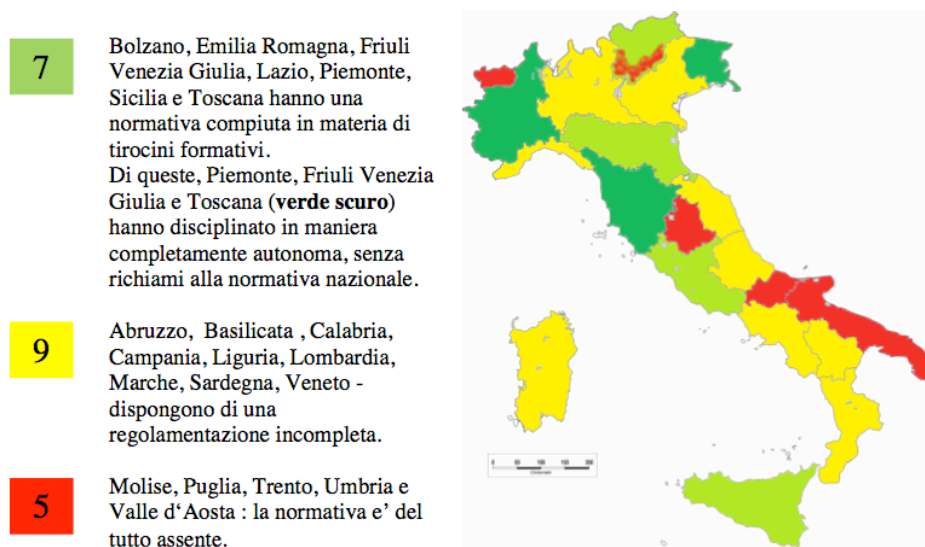 7
Bolzano, Emilia Romagna, Friuli
Venezia Giulia, Lazio, Piemonte,
Sicilia e Toscana hanno una
normativa compiuta in materia di
tirocini formativi.
Di queste, Piemonte, Friuli Venezia
Giulia e Toscana (verde scuro)
hanno disciplinato in maniera
completamente autonoma, senza
richiami alla normativa nazionale.
9
Abruzzo, Basilicata , Calabria,
Campania, Liguria, Lombardia,
Marche, Sardegna, Veneto -
dispongono di una
regolamentazione incompleta.
5
Molise, Puglia, Trento, Umbria e
Valle d‘Aosta : la normativa e’ del
tutto assente.